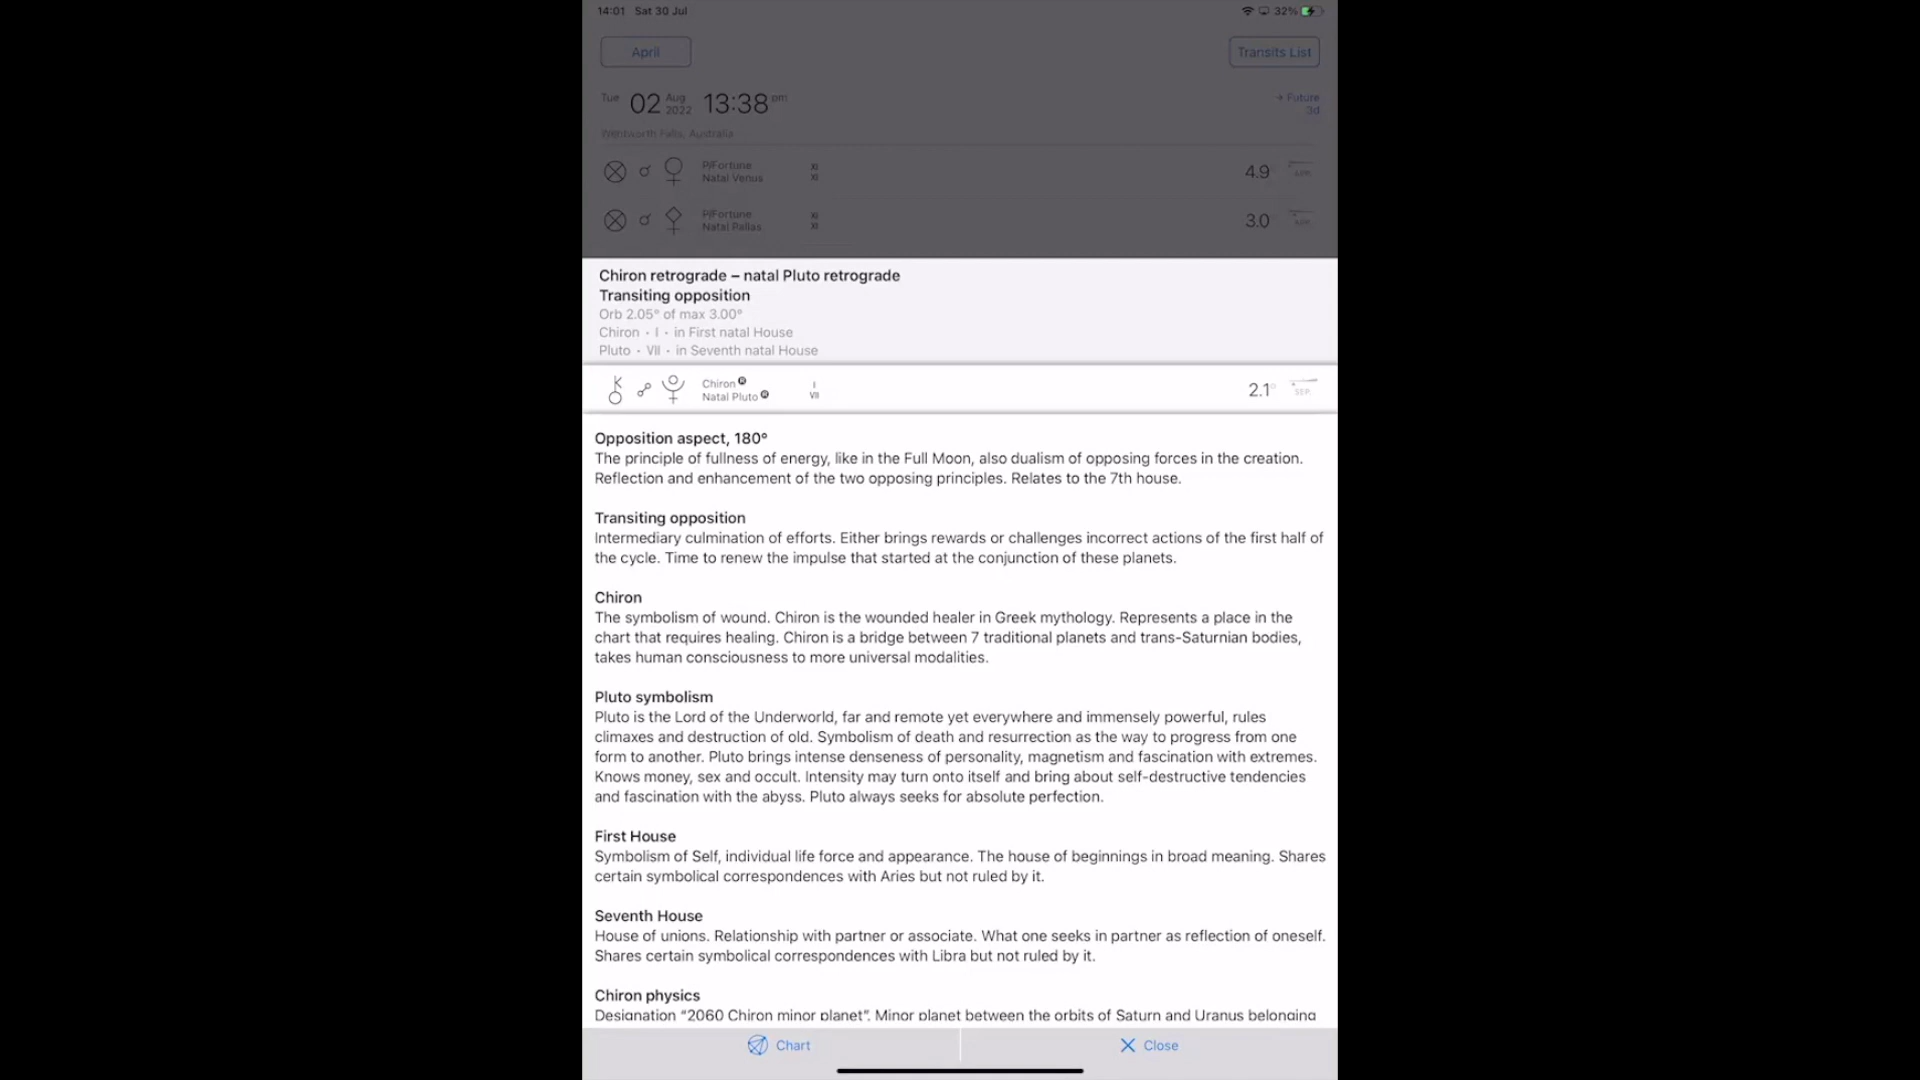 14:01 Sat 30 Jul
32%
April
Transits List
Tue 02 Aug 2022 13:38 pm
→ Future
3d
Wentworth Falls, Australia
P/Fortune
Natal Venus
XI
XI
4.9
APR
P/Fortune
Natal Pallas
XI
XI
3.0
Chiron retrograde – natal Pluto retrograde
Transiting opposition
Orb 2.05° of max 3.00°
Chiron · I · in First natal House
Pluto · VII · in Seventh natal House
Chiron R
Natal Pluto R
I
VII
2.1°
SEP
Opposition aspect, 180°
The principle of fullness of energy, like in the Full Moon, also dualism of opposing forces in the creation.
Reflection and enhancement of the two opposing principles. Relates to the 7th house.
Transiting opposition
Intermediary culmination of efforts. Either brings rewards or challenges incorrect actions of the first half of
the cycle. Time to renew the impulse that started at the conjunction of these planets.
Chiron
The symbolism of wound. Chiron is the wounded healer in Greek mythology. Represents a place in the
chart that requires healing. Chiron is a bridge between 7 traditional planets and trans-Saturnian bodies,
takes human consciousness to more universal modalities.
Pluto symbolism
Pluto is the Lord of the Underworld, far and remote yet everywhere and immensely powerful, rules
climaxes and destruction of old. Symbolism of death and resurrection as the way to progress from one
form to another. Pluto brings intense denseness of personality, magnetism and fascination with extremes.
Knows money, sex and occult. Intensity may turn onto itself and bring about self-destructive tendencies
and fascination with the abyss. Pluto always seeks for absolute perfection.
First House
Symbolism of Self, individual life force and appearance. The house of beginnings in broad meaning. Shares
certain symbolical correspondences with Aries but not ruled by it.
Seventh House
House of unions. Relationship with partner or associate. What one seeks in partner as reflection of oneself.
Shares certain symbolical correspondences with Libra but not ruled by it.
Chiron physics
Designation “2060 Chiron minor planet”. Minor planet between the orbits of Saturn and Uranus belonging
Chart
Close